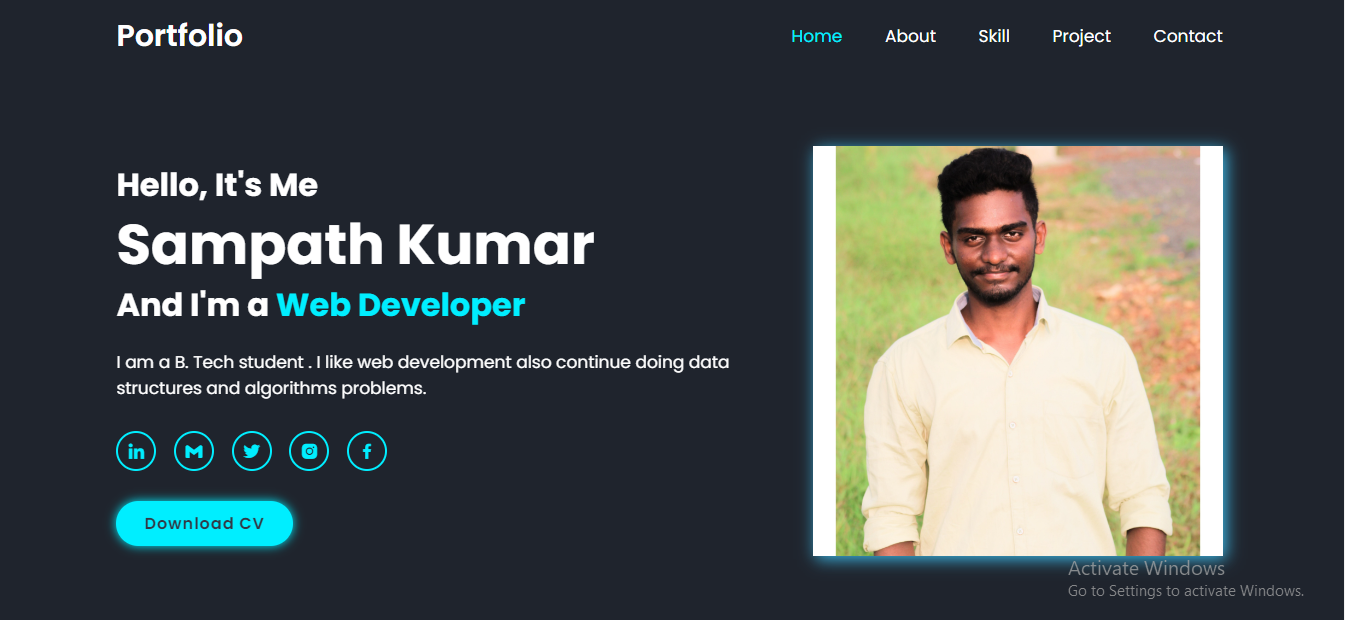 Portfolio
Home About Skill Project Contact
Hello, It's Me
Sampath Kumar
And I'm a Web Developer
I am a B. Tech student . I like web development also continue doing data
structures and algorithms problems.
Download CV
Activate Windows
Go to Settings to activate Windows.